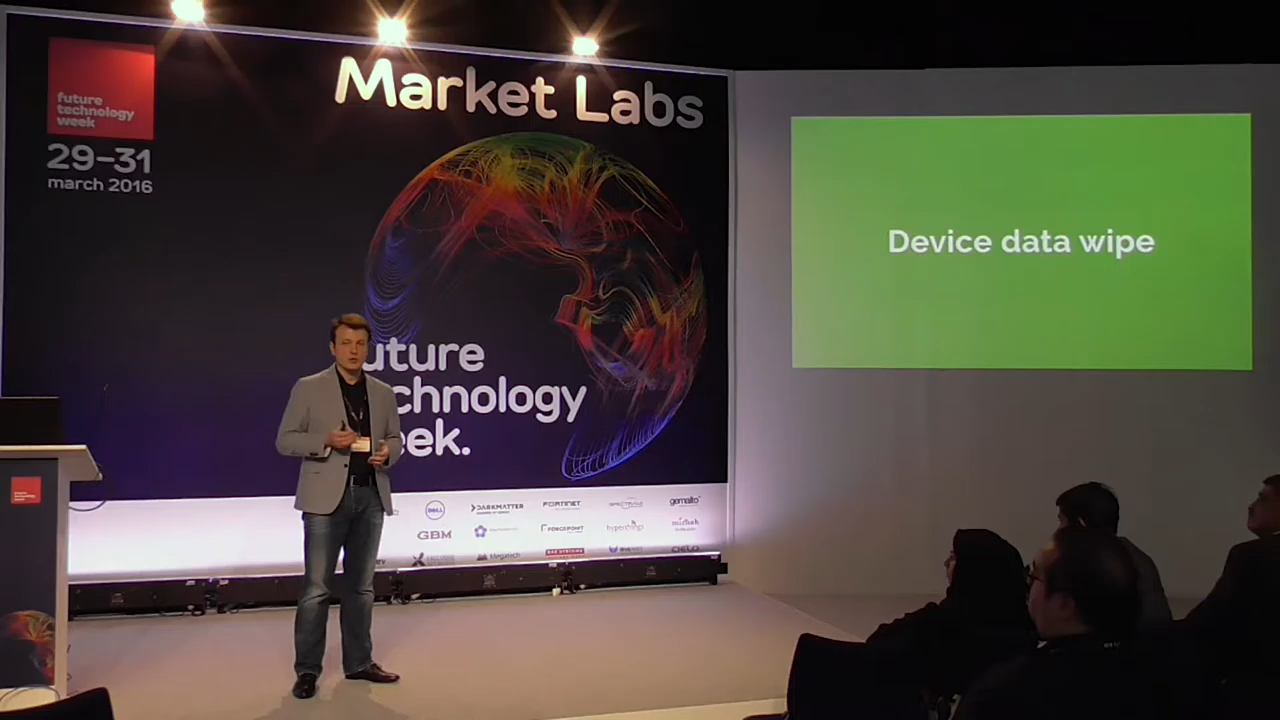 Market Labs
future
technology
week
29–31
march 2016
Device data wipe
uture
chnology
eek.
DELL
DARKMATTER
FORTINET
gemalto
GBM
FORCEPOINT
Megatech